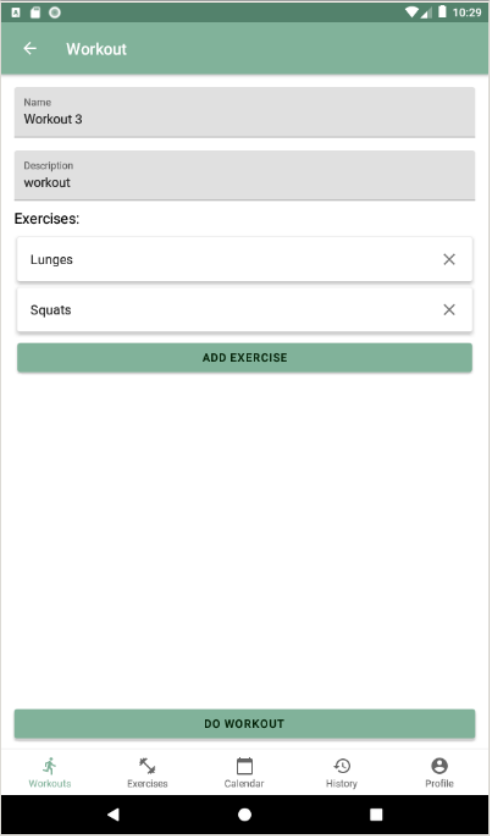 10:29
Workout
Name
Workout 3
Description
workout
Exercises:
Lunges
Squats
ADD EXERCISE
DO WORKOUT
Workouts Exercises Calendar History Profile